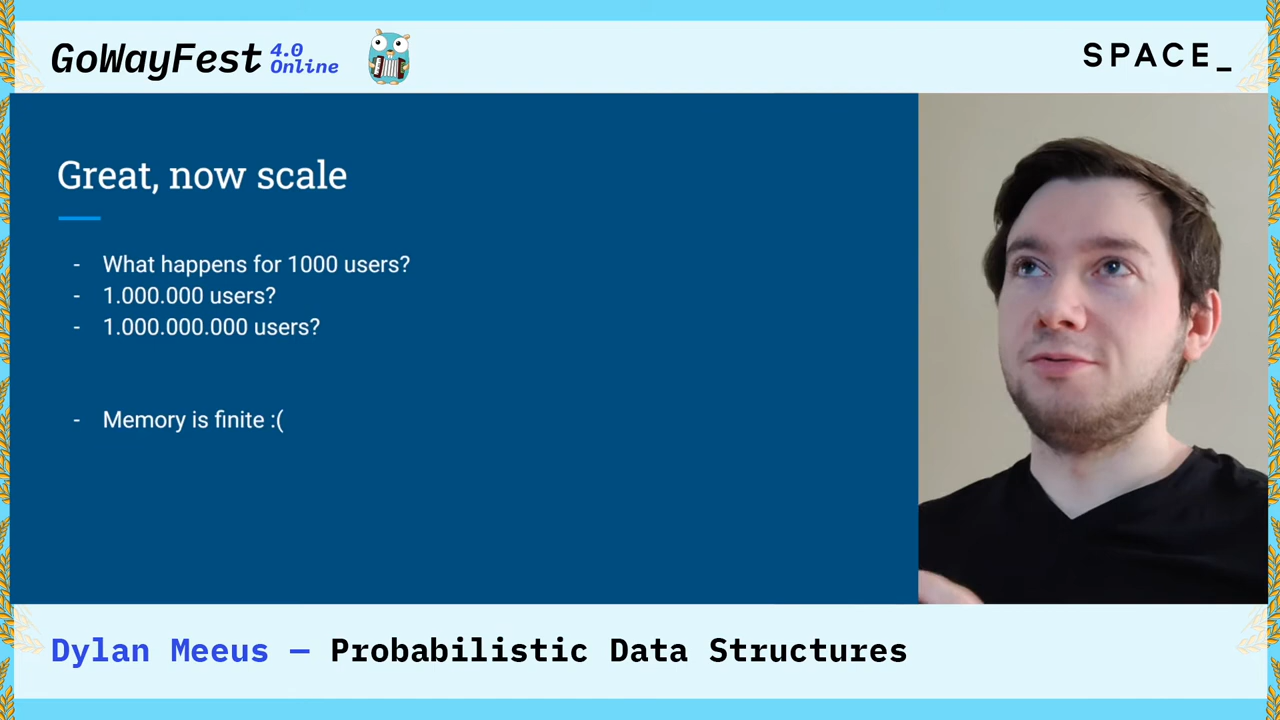 GoWayFest 4.0 Online
SPACE_
Great, now scale
- What happens for 1000 users?
- 1.000.000 users?
- 1.000.000.000 users?
- Memory is finite :(
Dylan Meeus — Probabilistic Data Structures